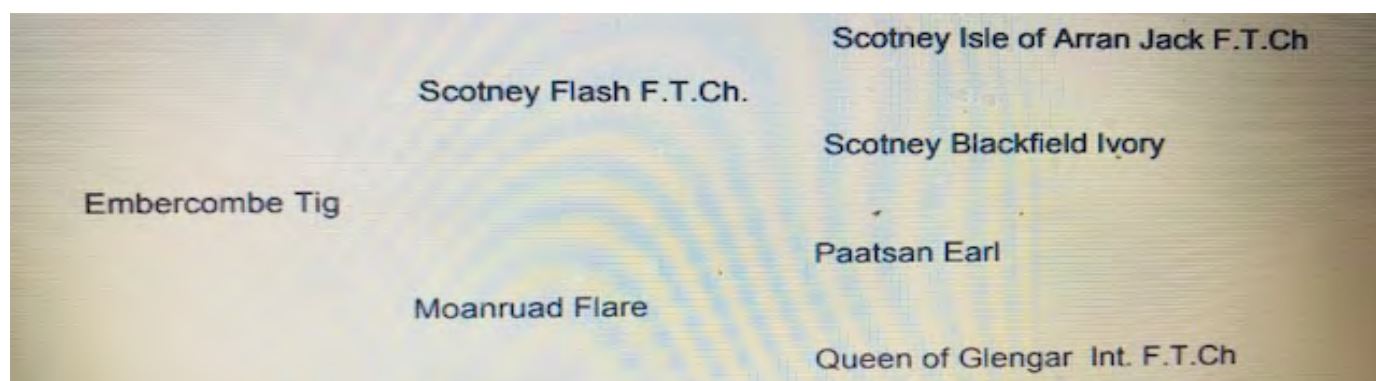 Scotney Isle of Arran Jack F.T.Ch
Scotney Flash F.T.Ch.
Scotney Blackfield Ivory
Embercombe Tig
Paatsan Earl
Moanruad Flare
Queen of Glengar Int. F.T.Ch